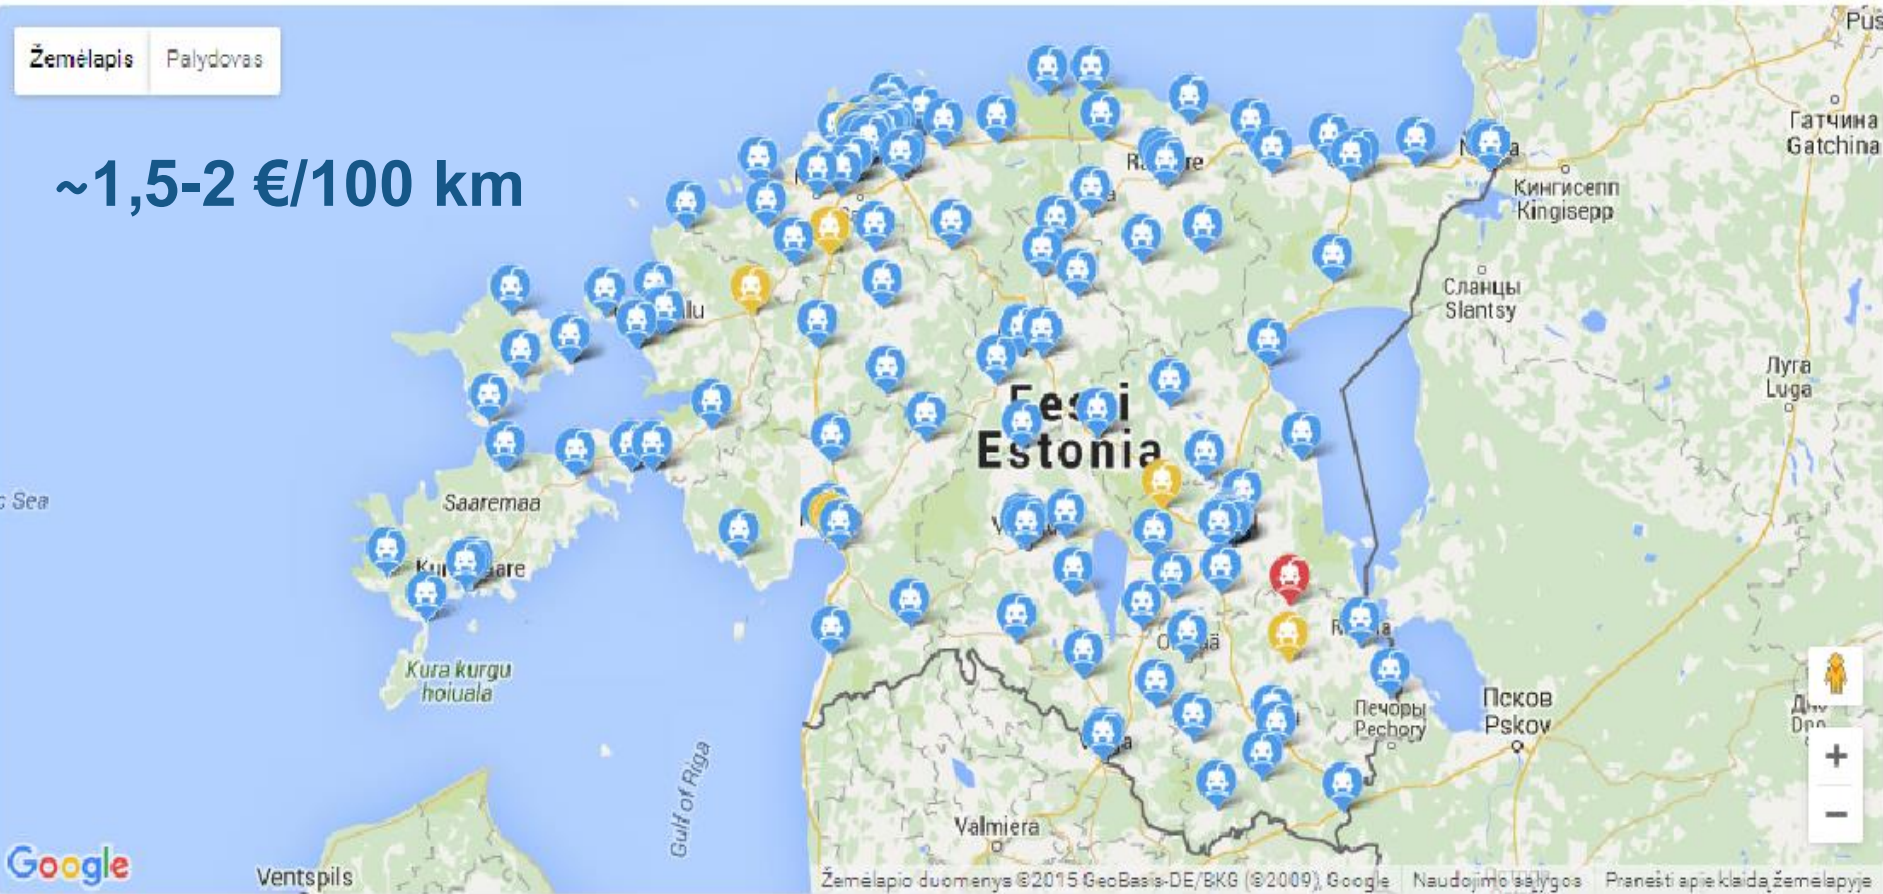 Žemėlapis
Palydovas
~1,5-2 €/100 km
Гатчина
Gatchina
Кингисепп
Kingisepp
Сланцы
Slantsy
Луга
Luga
Eesti
Estonia
Saaremaa
Sea
Kura kurgu
hoiuala
Gulf of Riga
Печоры
Pechory
Псков
Pskov
Valmiera
Ventspils
Google
Žemėlapio duomenys ©2015 GeoBasis-DE/BKG (©2009), Google
Naudojimo sąlygos
Pranešti apie klaidą žemėlapyje